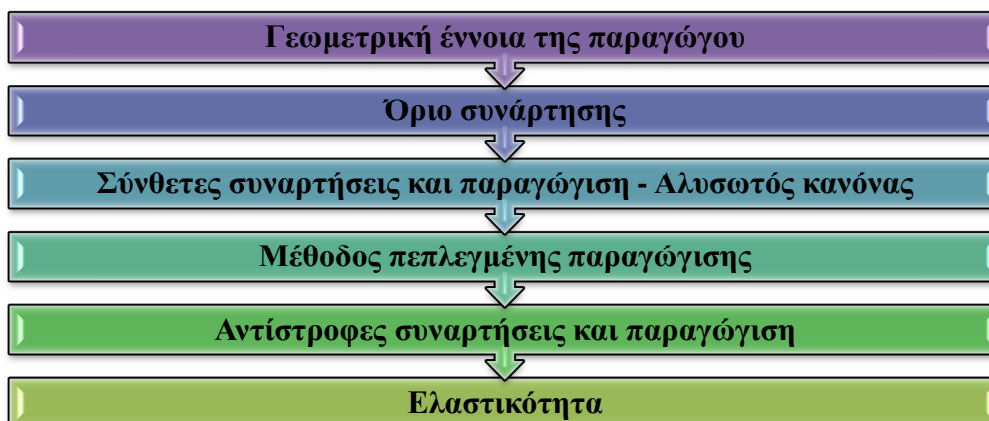 Γεωμετρική έννοια της παραγώγου
Όριο συνάρτησης
Σύνθετες συναρτήσεις και παραγώγιση - Αλυσωτός κανόνας
Μέθοδος πεπλεγμένης παραγώγισης
Αντίστροφες συναρτήσεις και παραγώγιση
Ελαστικότητα